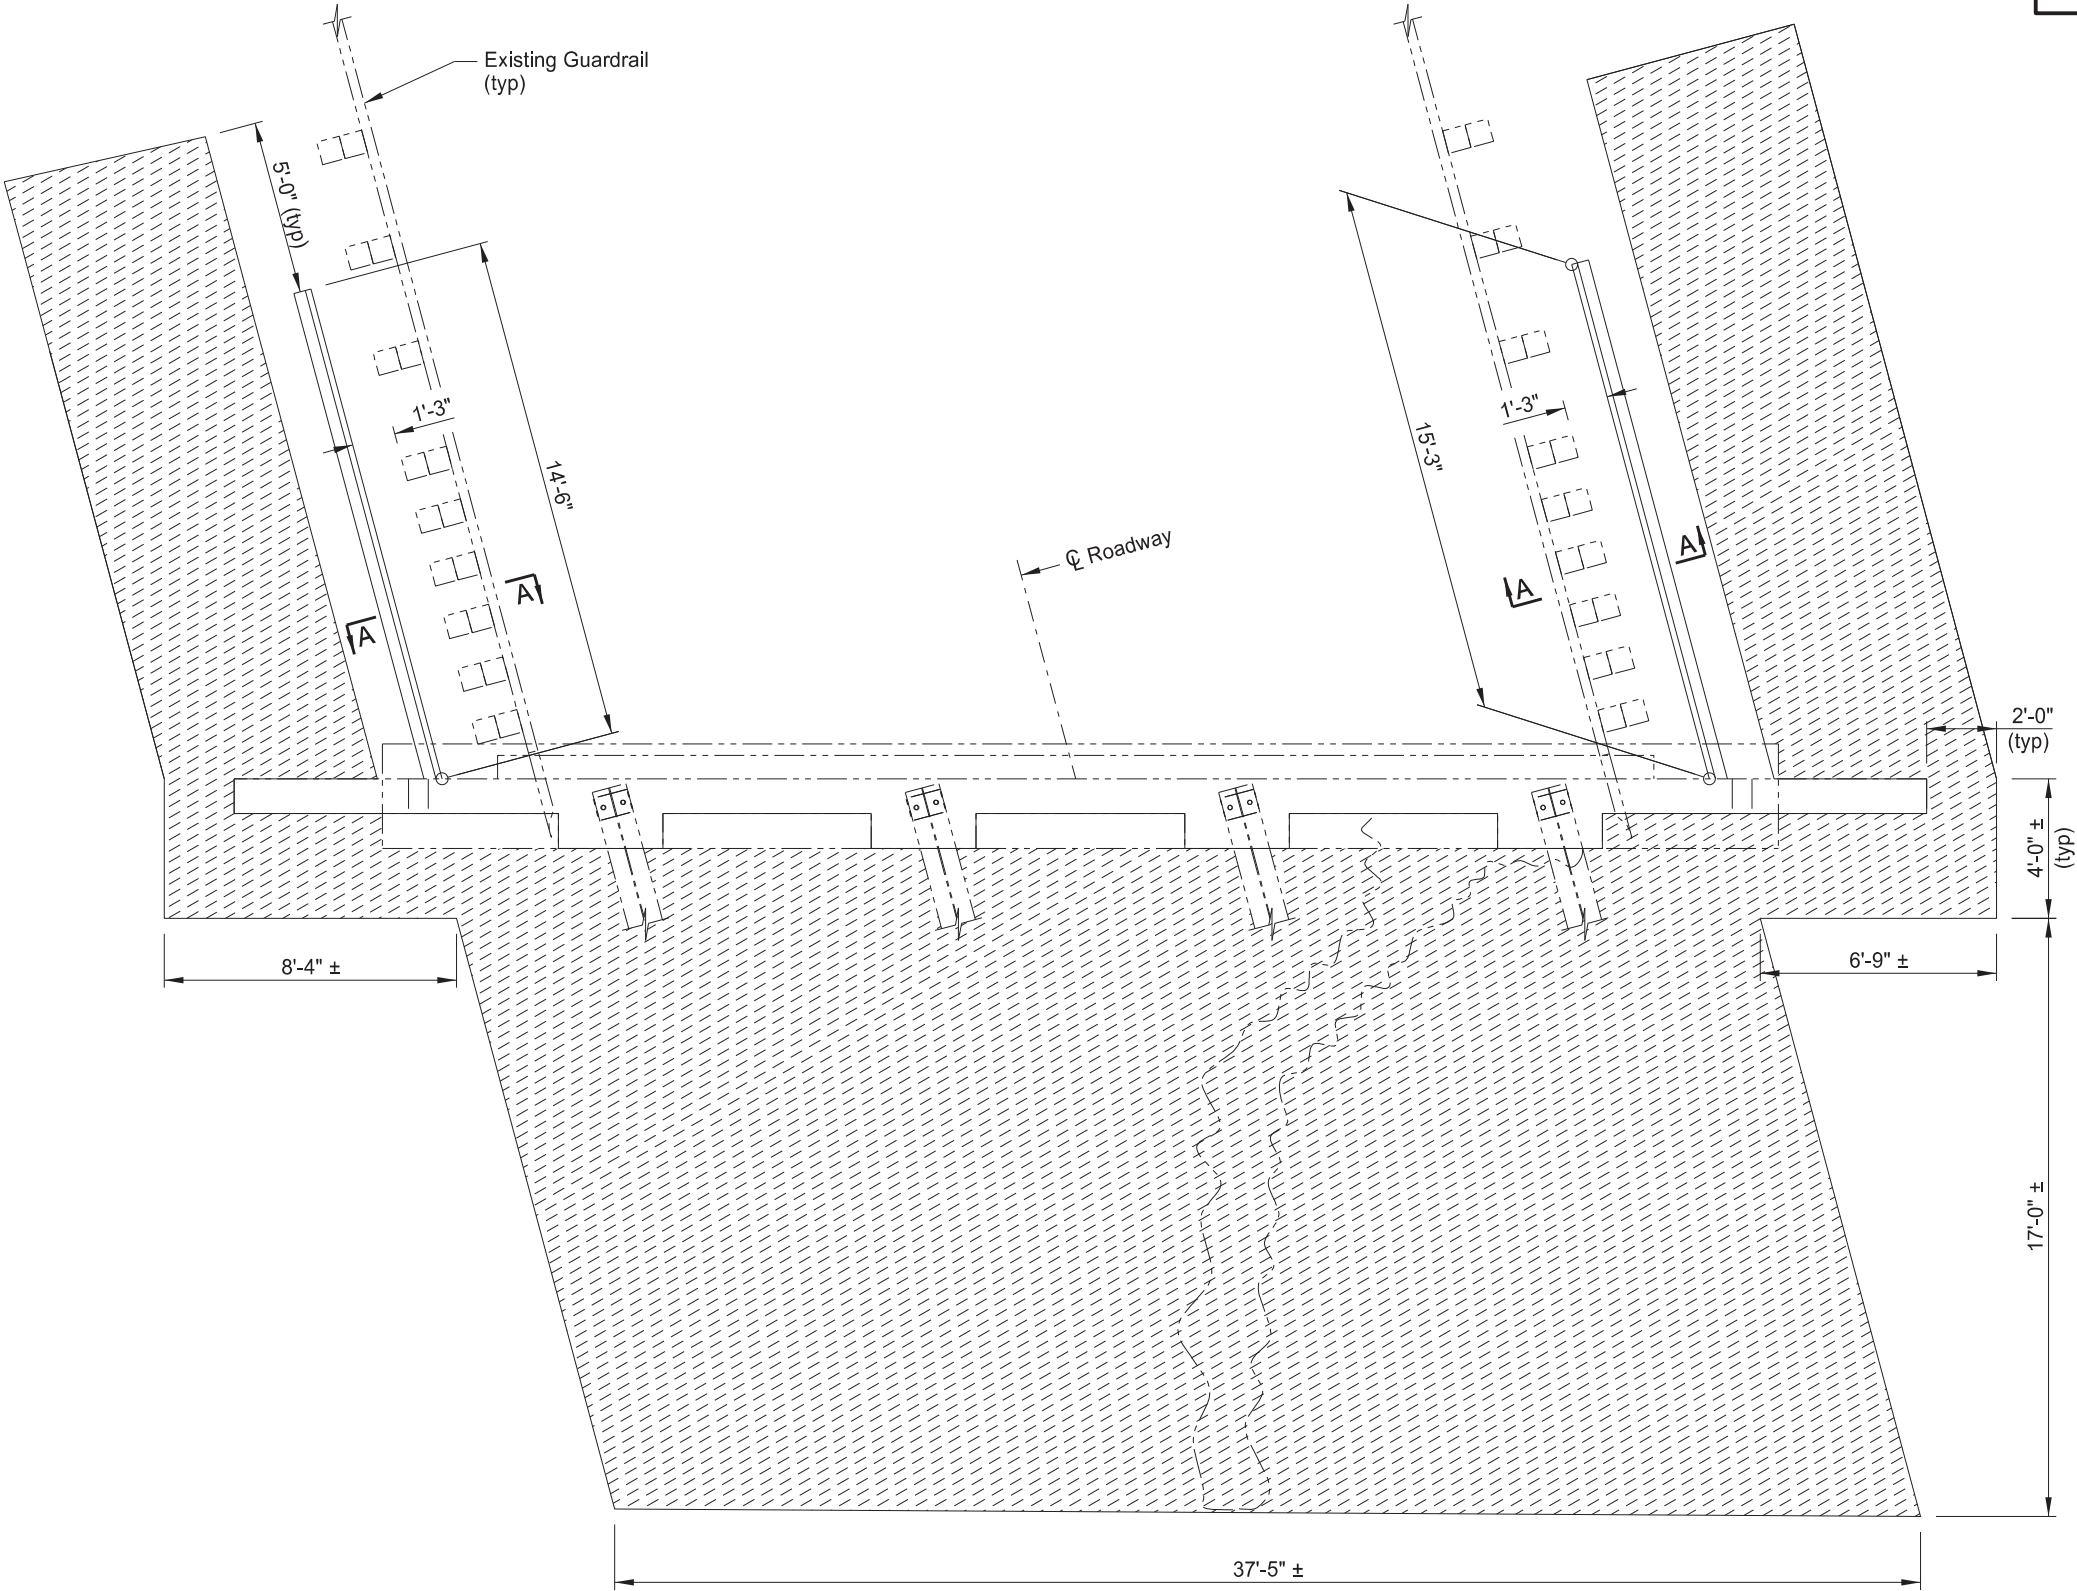 Existing Guardrail
(typ)
5'-0" (typ)
1'-3"
14'-6"
1'-3"
15'-3"
℄ Roadway
A
A
A
A
2'-0"
(typ)
4'-0" ±
(typ)
8'-4" ±
6'-9" ±
17'-0" ±
37'-5" ±